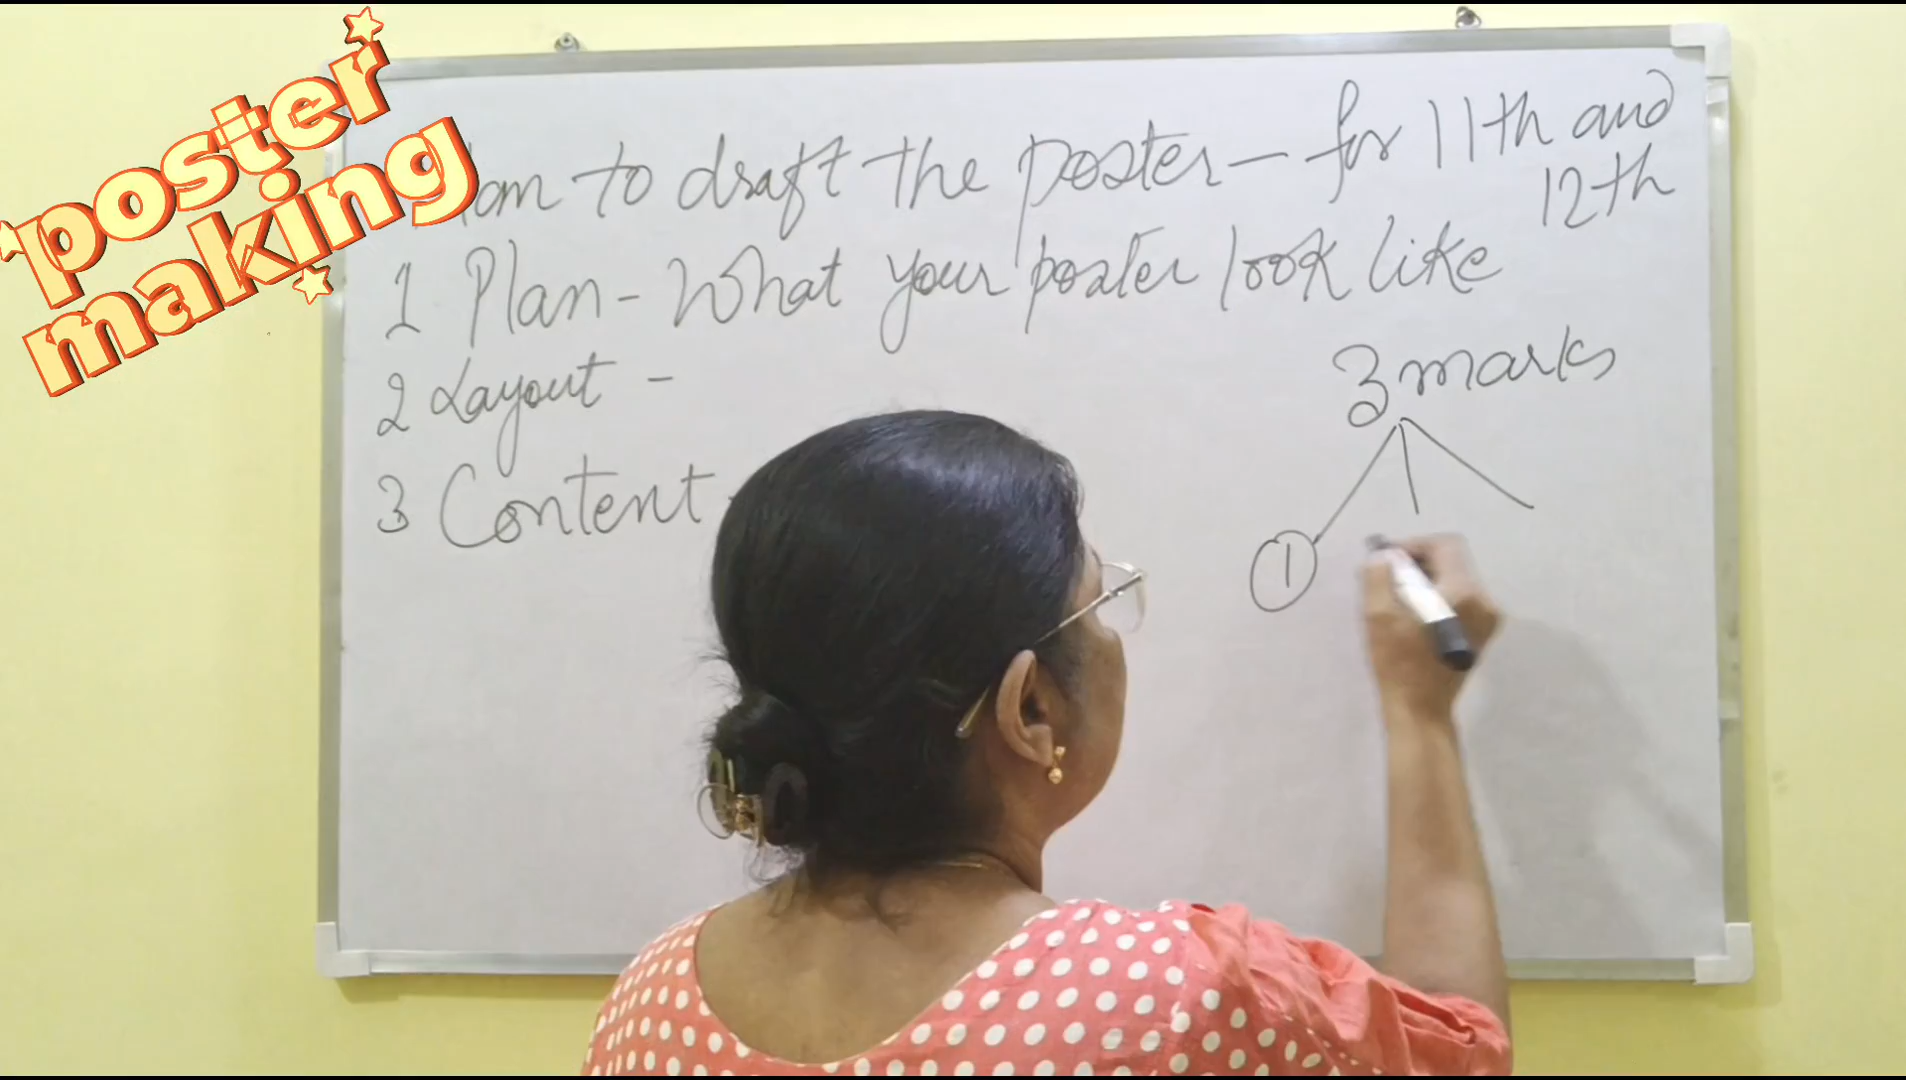 poster
making
to draft the poster - for 11th and
12th
1 Plan - What your poster look like
2 Layout -
3 Content
3 marks
1